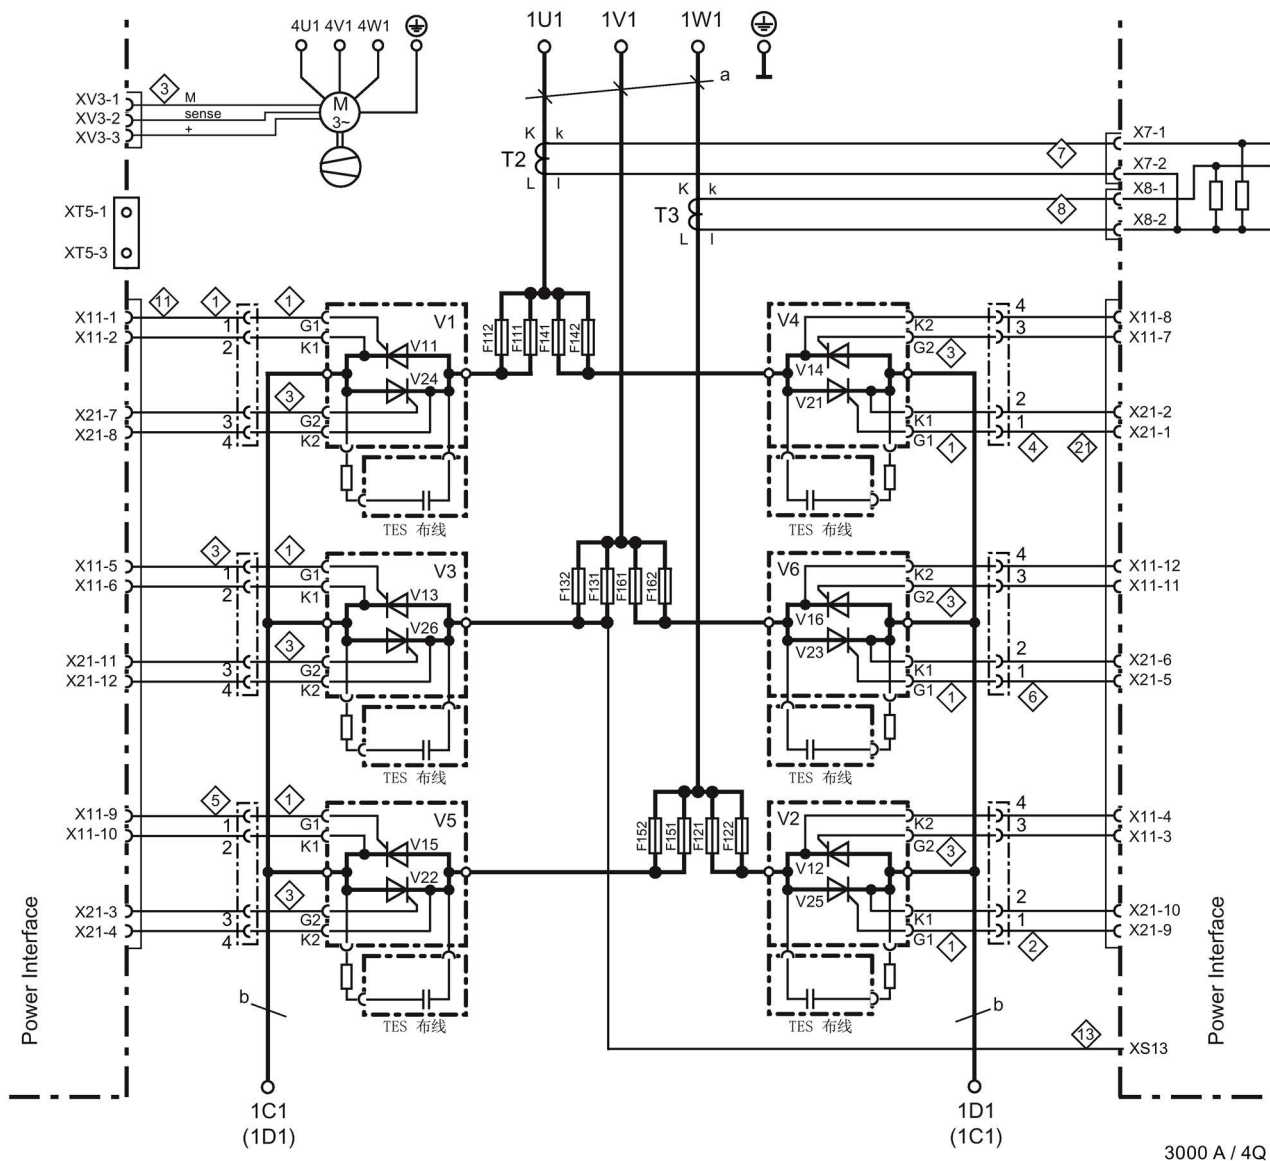 4U1 4V1 4W1
1U1 1V1 1W1
a
3
XV3-1 M
XV3-2 sense
XV3-3 +
M
3~
K k
T2
L l
7
X7-1
X7-2
K k
T3
L l
8
X8-1
X8-2
XT5-1
XT5-3
11 1 1
X11-1 1 G1 V1
X11-2 2 K1 V11
V24
3
X21-7 3 G2
X21-8 4 K2
TES 布线
F112 F111 F141 F142
V4 K2 4 X11-8
G2 3 3 X11-7
V14
V21
K1 2 X21-2
G1 1 X21-1
1 4 21
TES 布线
3 1
X11-5 1 G1 V3
X11-6 2 K1 V13
V26
3
X21-11 3 G2
X21-12 4 K2
TES 布线
F132 F131 F161 F162
V6 K2 4 X11-12
G2 3 3 X11-11
V16
V23
K1 2 X21-6
G1 1 X21-5
1 6
TES 布线
5 1
X11-9 1 G1 V5
X11-10 2 K1 V15
V22
3
X21-3 3 G2
X21-4 4 K2
TES 布线
F152 F151 F121 F122
V2 K2 4 X11-4
G2 3 3 X11-3
V12
V25
K1 2 X21-10
G1 1 X21-9
1 2
TES 布线
Power Interface
Power Interface
b
b
13
XS13
1C1
(1D1)
1D1
(1C1)
3000 A / 4Q